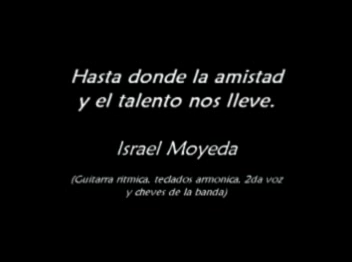 Hasta donde la amistad
y el talento nos lleve.
Israel Moyeda
(Guitarra ritmica, teclados armonica, 2da voz
y cheves de la banda)